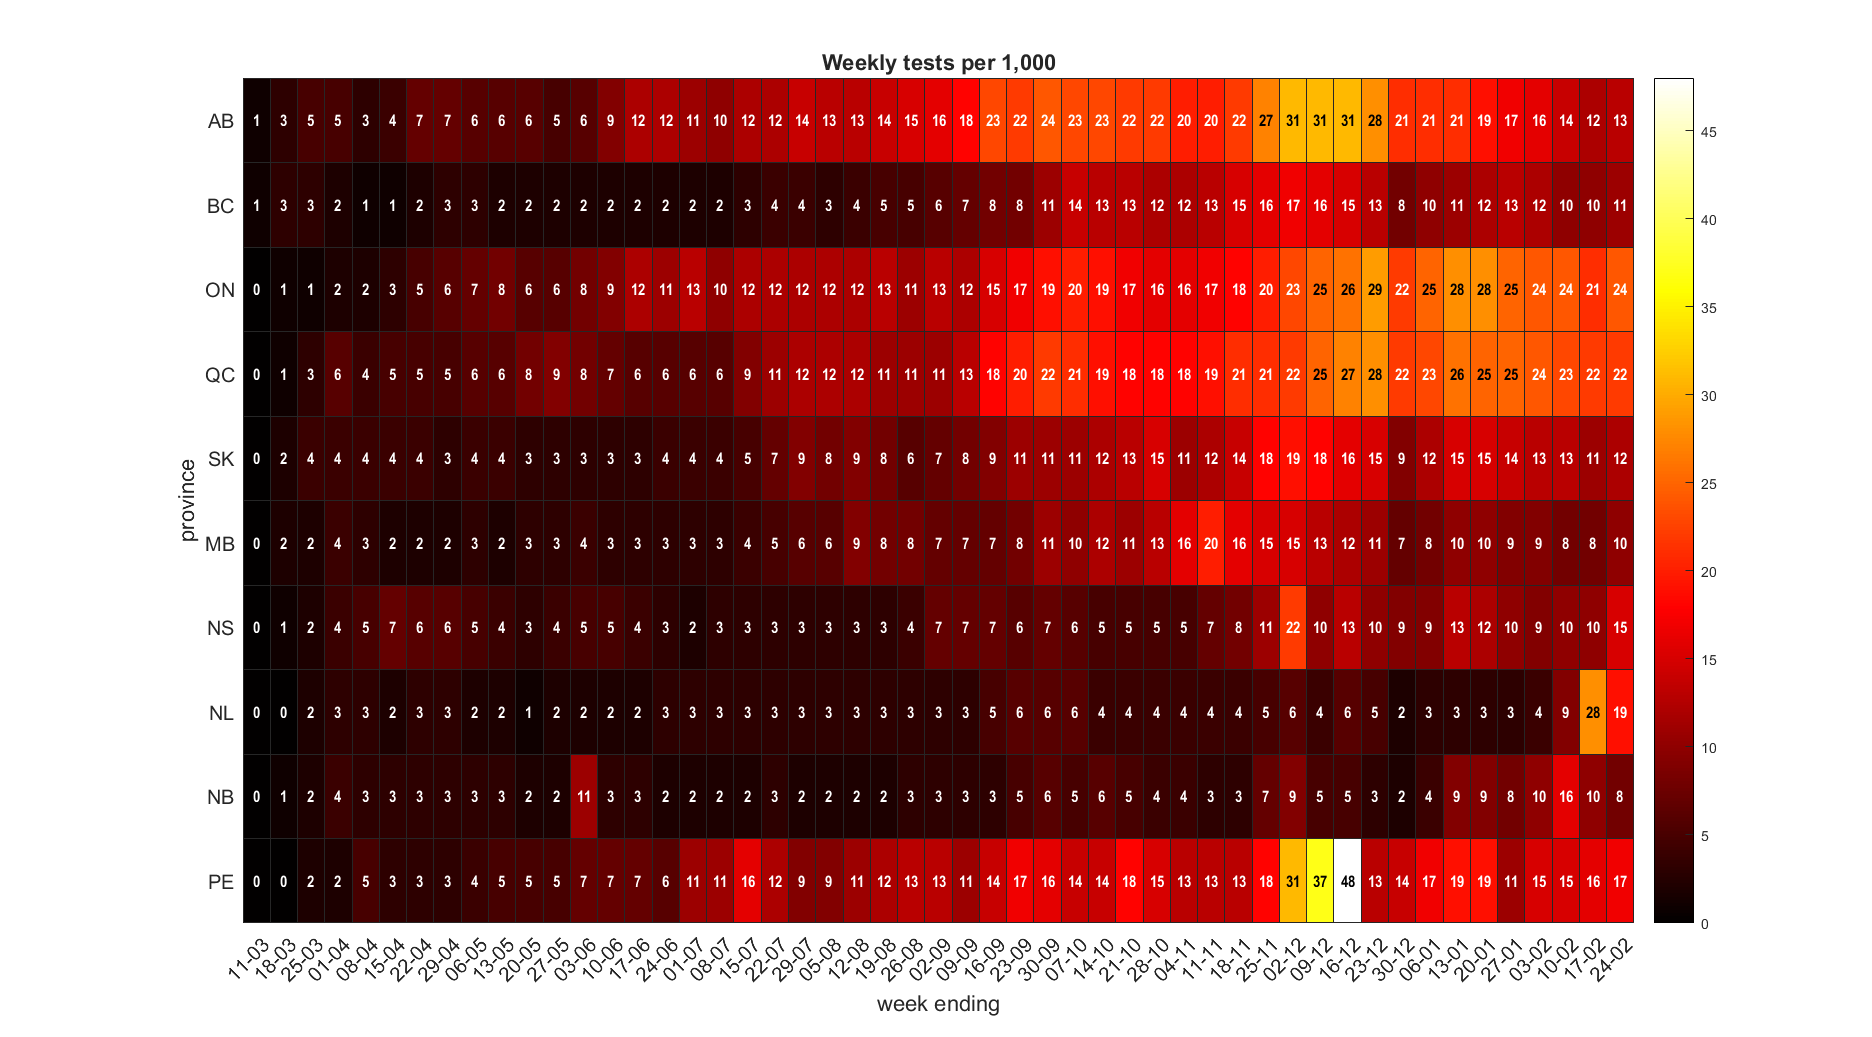 Weekly tests per 1,000
AB 1 3 5 5 3 4 7 7 6 6 6 5 6 9 12 12 11 10 12 12 14 13 13 14 15 16 18 23 22 24 23 23 22 22 20 20 22 27 31 31 31 28 21 21 21 19 17 16 14 12 13
BC 1 3 3 2 1 1 2 3 3 2 2 2 2 2 2 2 2 2 3 4 4 3 4 5 5 6 7 8 8 11 14 13 13 12 12 13 15 16 17 16 15 13 8 10 11 12 13 12 10 10 11
ON 0 1 1 2 2 3 5 6 7 8 6 6 8 9 12 11 13 10 12 12 12 12 12 13 11 13 12 15 17 19 20 19 17 16 16 17 18 20 23 25 26 29 22 25 28 28 25 24 24 21 24
QC 0 1 3 6 4 5 5 5 6 6 8 9 8 7 6 6 6 6 9 11 12 12 12 11 11 11 13 18 20 22 21 19 18 18 18 19 21 21 22 25 27 28 22 23 26 25 25 24 23 22 22
SK 0 2 4 4 4 4 4 3 4 4 3 3 3 3 3 4 4 4 5 7 9 8 9 8 6 7 8 9 11 11 11 12 13 15 11 12 14 18 19 18 16 15 9 12 15 15 14 13 13 11 12
MB 0 2 2 4 3 2 2 2 3 2 3 3 4 3 3 3 3 3 4 5 6 6 9 8 8 7 7 7 8 11 10 12 11 13 16 20 16 15 15 13 12 11 7 8 10 10 9 9 8 8 10
NS 0 1 2 4 5 7 6 6 5 4 3 4 5 5 4 3 2 3 3 3 3 3 3 3 4 7 7 7 6 7 6 5 5 5 5 7 8 11 22 10 13 10 9 9 13 12 10 9 10 10 15
NL 0 0 2 3 3 2 3 3 2 2 1 2 2 2 2 3 3 3 3 3 3 3 3 3 3 3 3 5 6 6 6 4 4 4 4 4 4 5 6 4 6 5 2 3 3 3 3 4 9 28 19
NB 0 1 2 4 3 3 3 3 3 3 2 2 11 3 3 2 2 2 2 3 2 2 2 2 3 3 3 3 5 6 5 6 5 4 4 3 3 7 9 5 5 3 2 4 9 9 8 10 16 10 8
PE 0 0 2 2 5 3 3 3 4 5 5 5 7 7 7 6 11 11 16 12 9 9 11 12 13 13 11 14 17 16 14 14 18 15 13 13 13 18 31 37 48 13 14 17 19 19 11 15 15 16 17
province
11-03 18-03 25-03 01-04 08-04 15-04 22-04 29-04 06-05 13-05 20-05 27-05 03-06 10-06 17-06 24-06 01-07 08-07 15-07 22-07 29-07 05-08 12-08 19-08 26-08 02-09 09-09 16-09 23-09 30-09 07-10 14-10 21-10 28-10 04-11 11-11 18-11 25-11 02-12 09-12 16-12 23-12 30-12 06-01 13-01 20-01 27-01 03-02 10-02 17-02 24-02
week ending
45
40
35
30
25
20
15
10
5
0